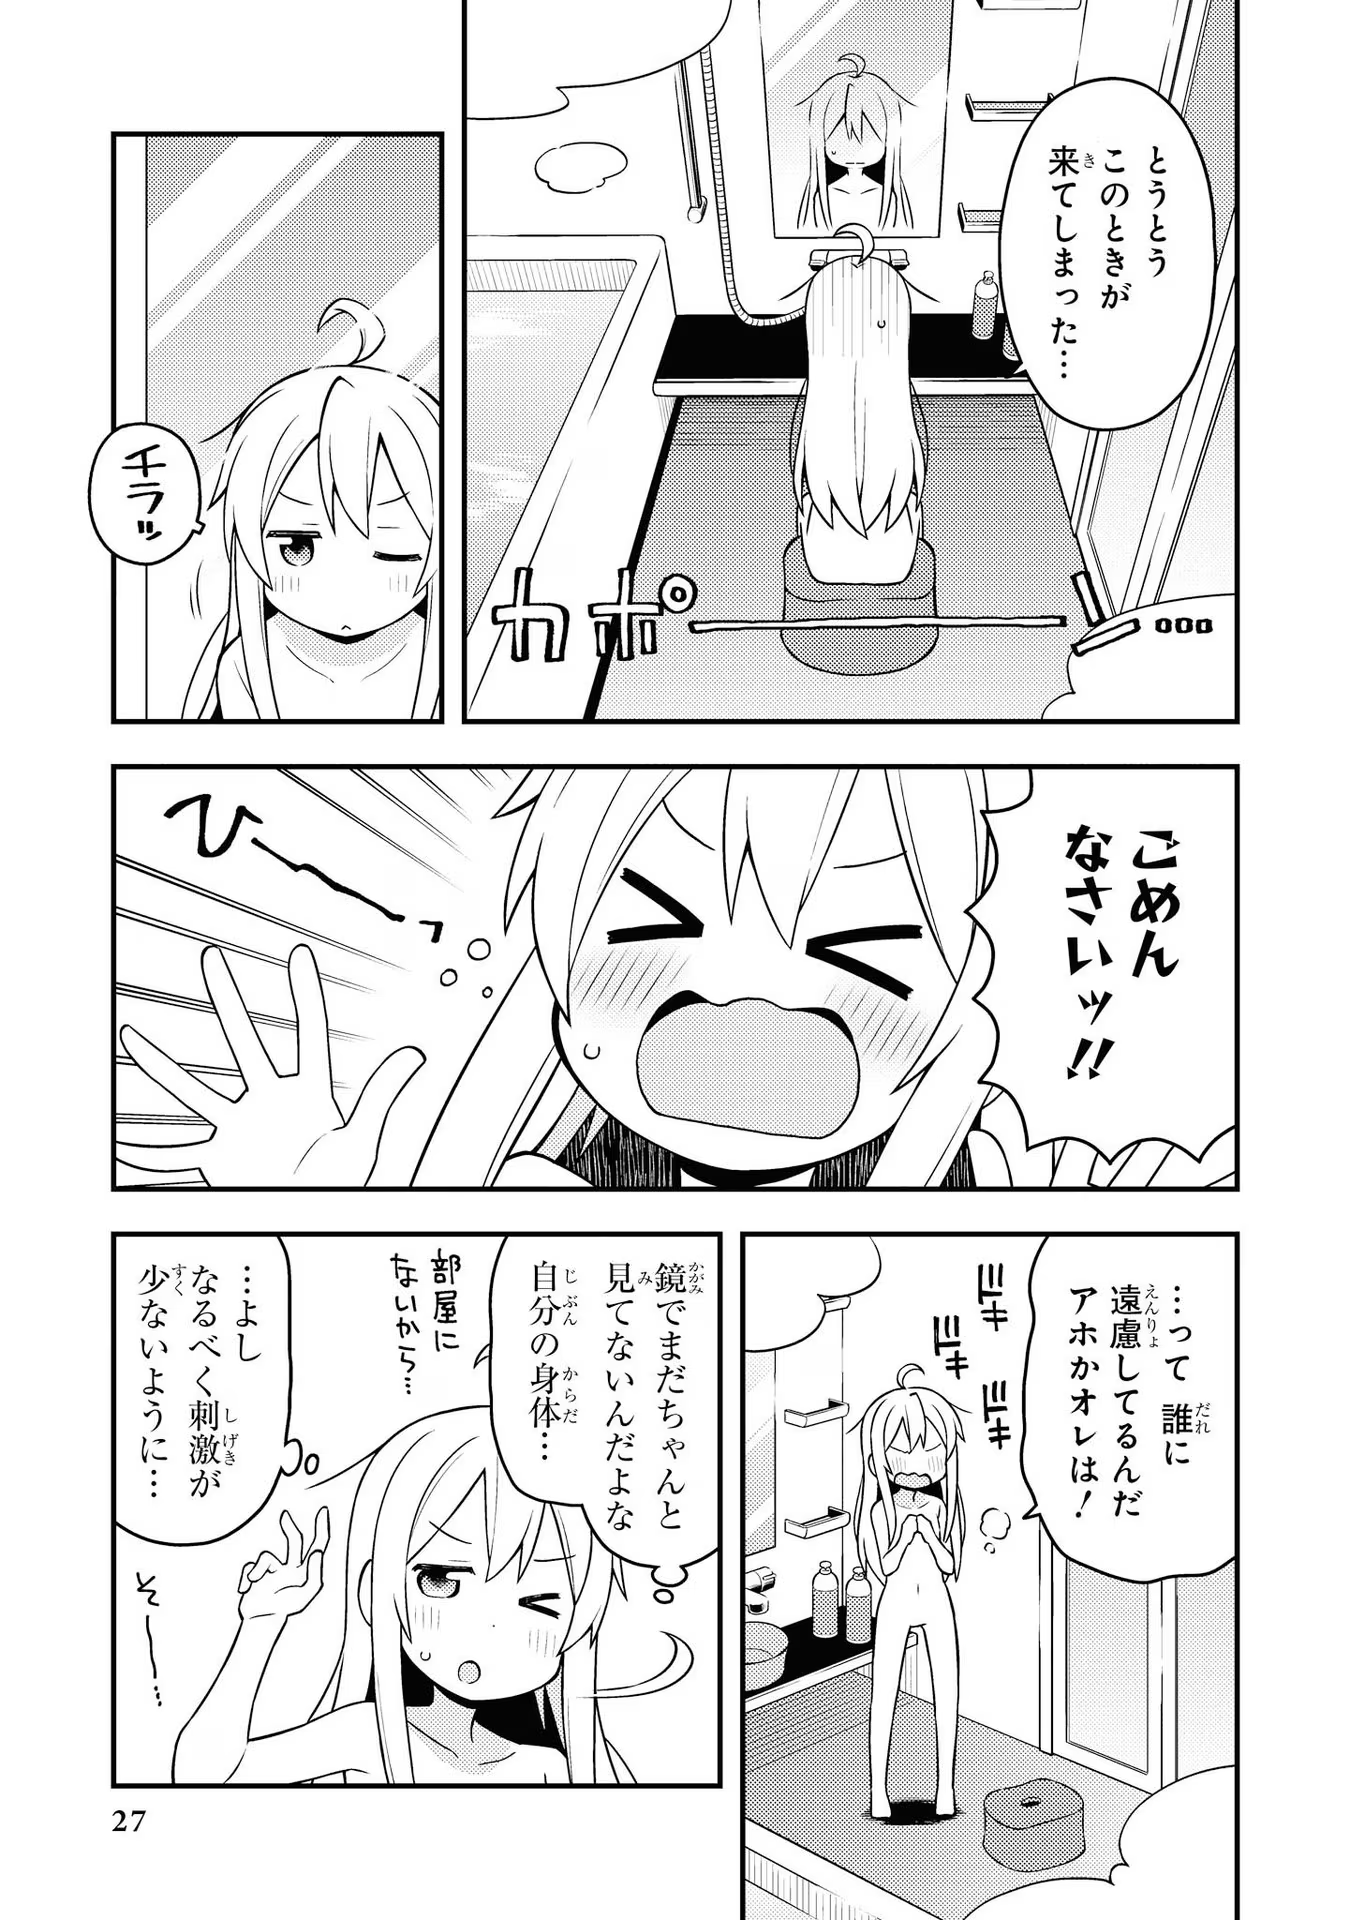 とうとう
このときが
来てしまった…
カポーン…
チラッ
ごめん
なさいッ!!
ひーっ
…って 誰に
遠慮してるんだ
アホかオレは!
ドキ
ドキ
ドキ
鏡でまだちゃんと
見てないんだよな
自分の身体…
部屋に
ないから…
…よし
なるべく刺激が
少ないように…
そーっ…
27